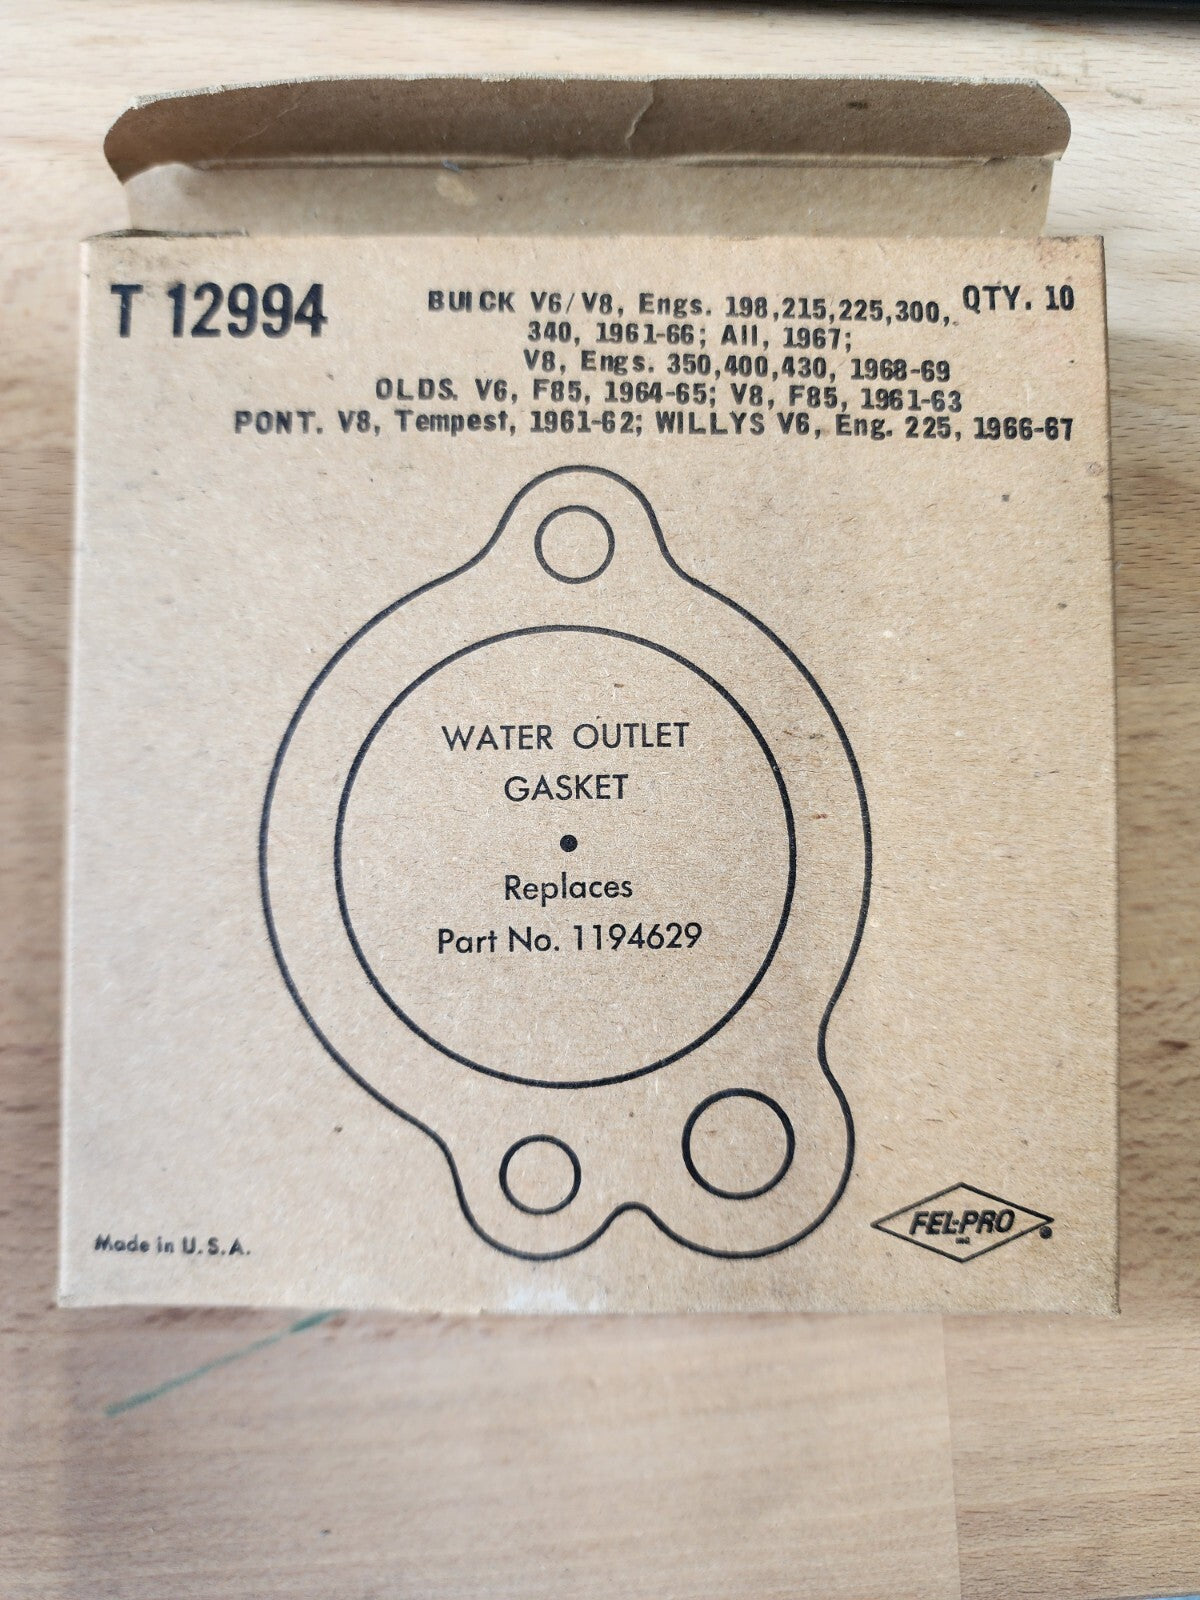 T 12994
BUICK V6/V8, Engs. 198,215,225,300, QTY. 10
340, 1961-66; All, 1967;
V8, Engs. 350,400,430, 1968-69
OLDS. V6, F85, 1964-65; V8, F85, 1961-63
PONT. V8, Tempest, 1961-62; WILLYS V6, Eng. 225, 1966-67
WATER OUTLET
GASKET
Replaces
Part No. 1194629
Made in U.S.A.
FEL-PRO